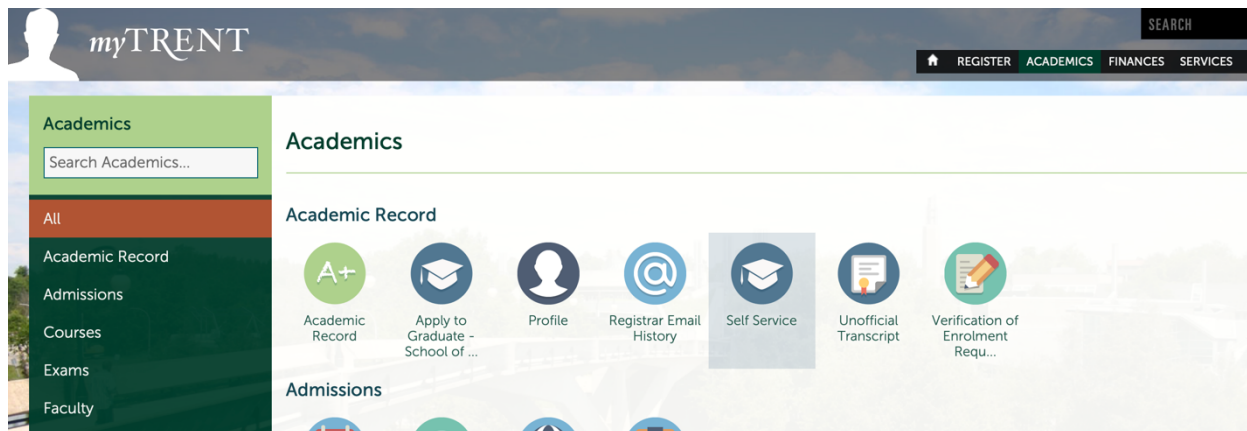 myTRENT
SEARCH
REGISTER ACADEMICS FINANCES SERVICES
Academics
Search Academics...
All
Academic Record
Admissions
Courses
Exams
Faculty
Academics
Academic Record
A+
@
Academic
Record
Apply to
Graduate -
School of ...
Profile
Registrar Email
History
Self Service
Unofficial
Transcript
Verification of
Enrolment
Requ...
Admissions